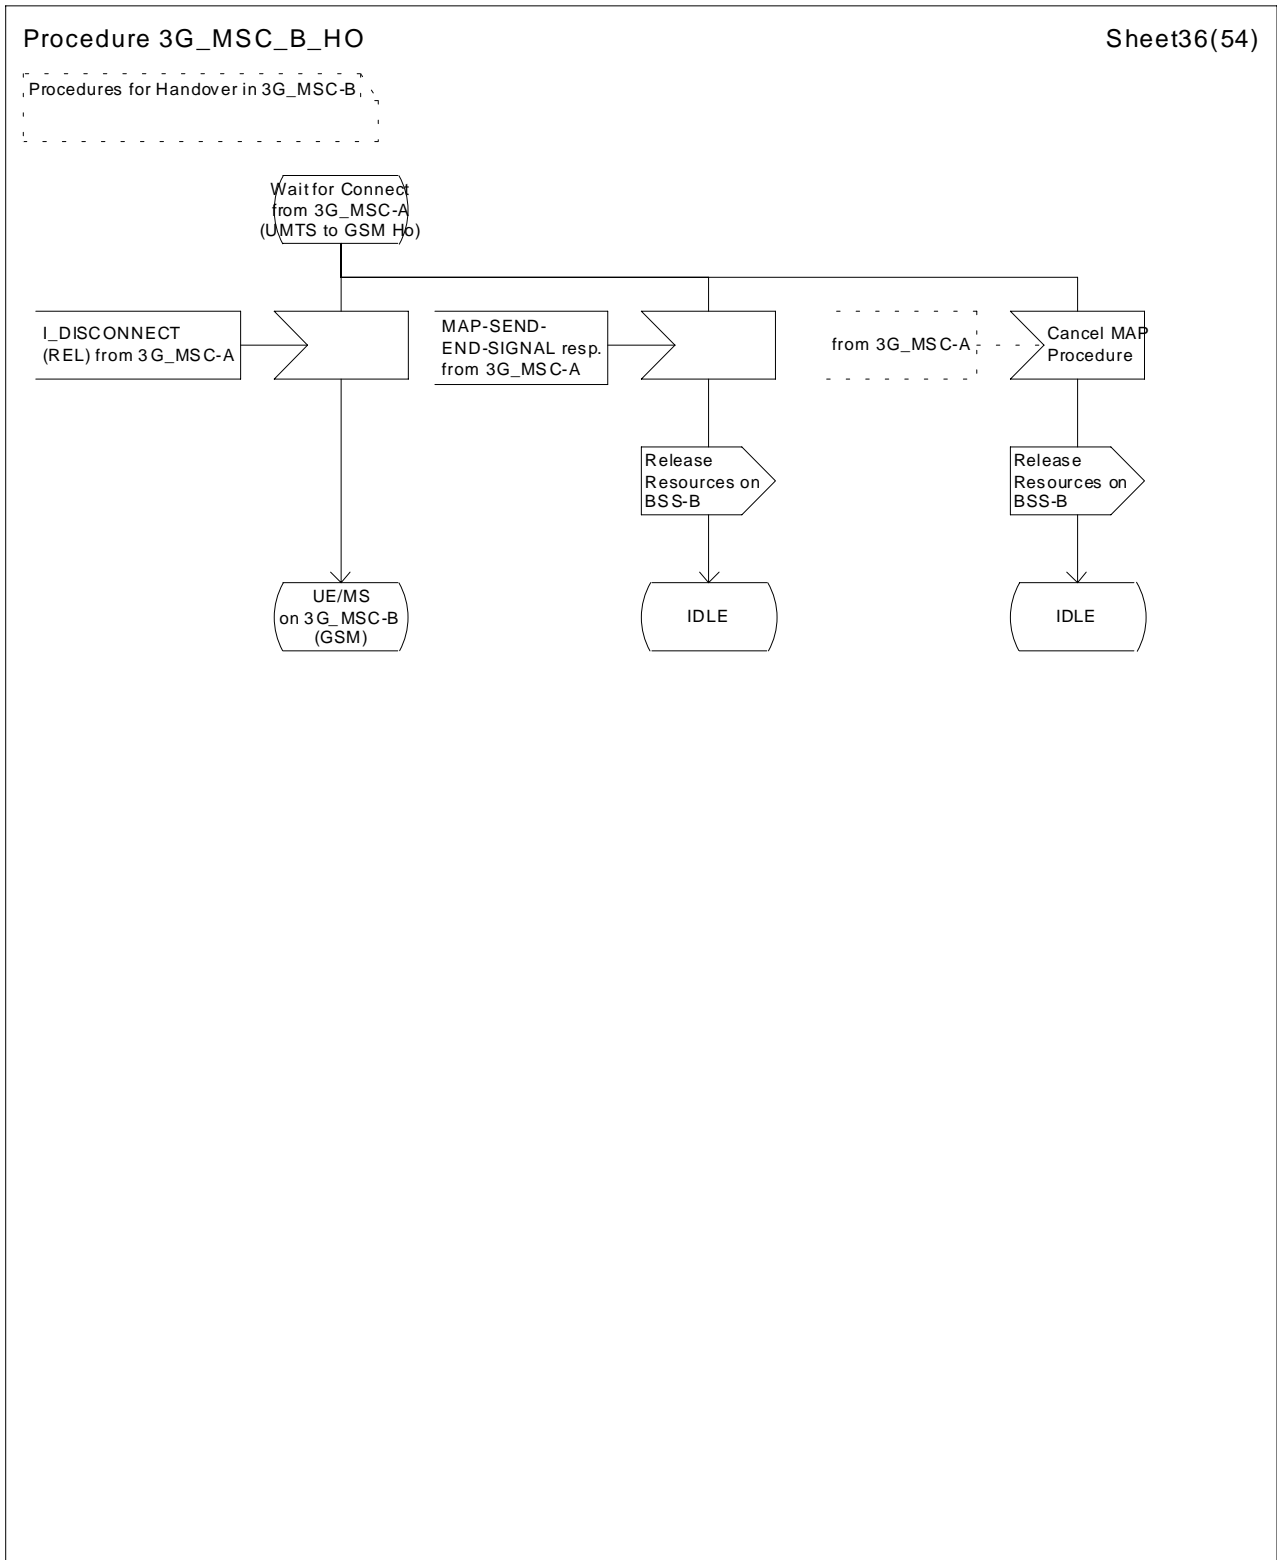 Procedure 3G_MSC_B_HO
Sheet36(54)
Procedures for Handover in 3G_MSC-B
Wait for Connect
from 3G_MSC-A
(UMTS to GSM Ho)
I_DISCONNECT
(REL) from 3G_MSC-A
MAP-SEND-
END-SIGNAL resp.
from 3G_MSC-A
from 3G_MSC-A
Cancel MAP
Procedure
Release
Resources on
BSS-B
Release
Resources on
BSS-B
UE/MS
on 3G_MSC-B
(GSM)
IDLE
IDLE